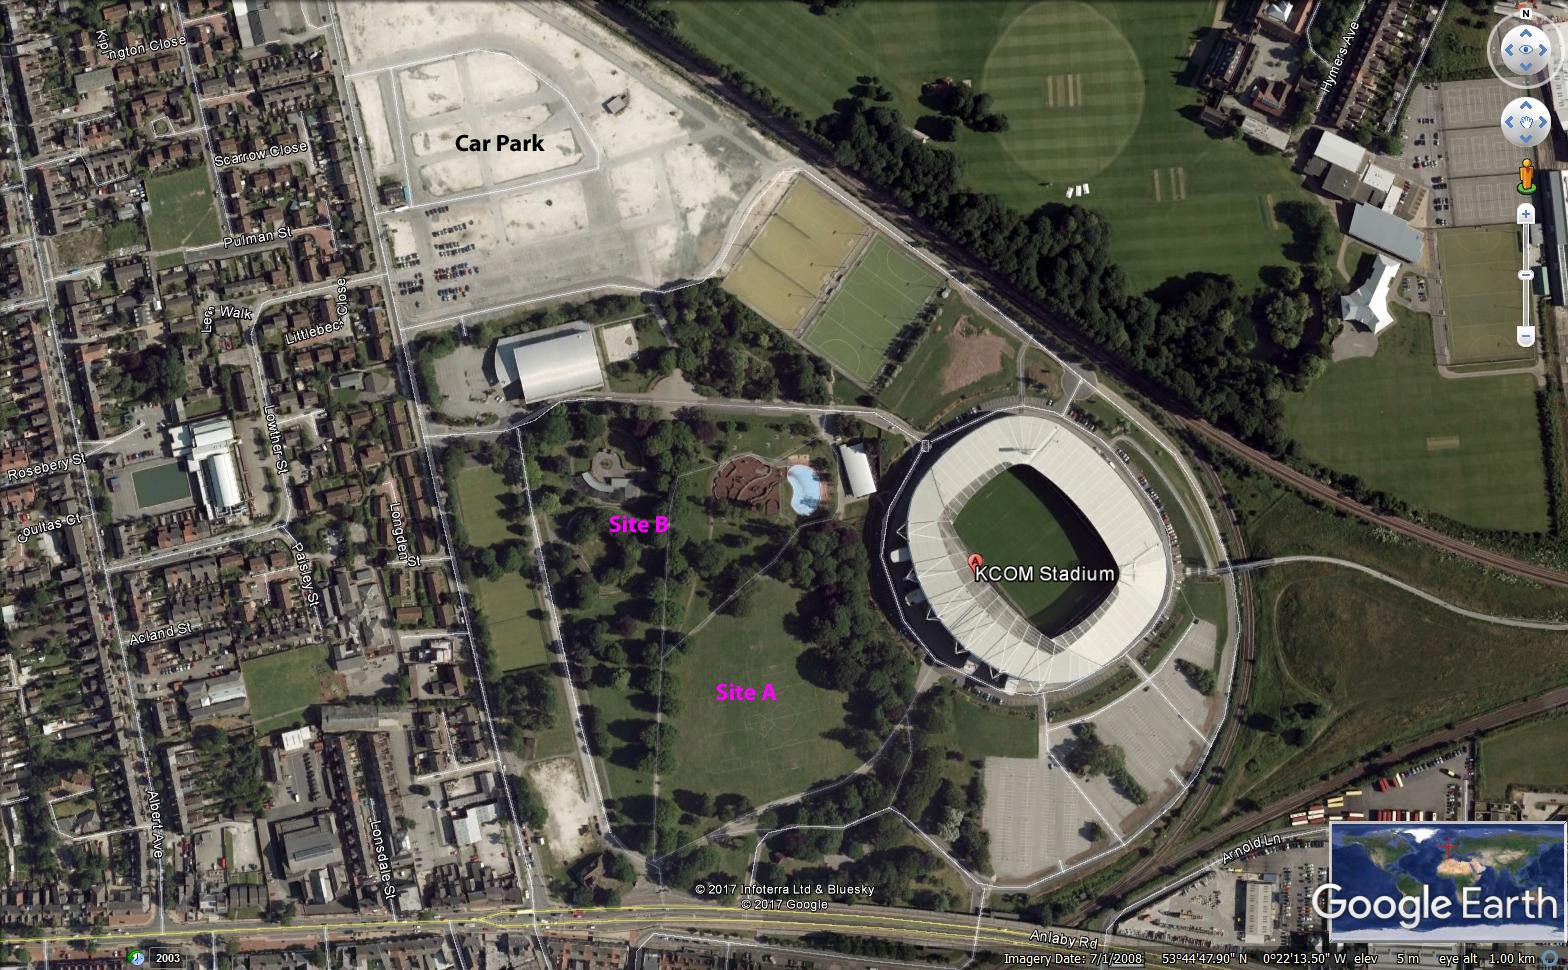 N
Kipl
ngton Close
Hymers Ave
Car Park
Scarrow Close
Pulman St
Lees Walk
Littlebeck Close
Lowther St
Rosebery St
Coultas Ct
Longden St
Site B
Paisley St
A
KCOM Stadium
Acland St
Site A
Albert Ave
Lonsdale St
Arnold Ln
© 2017 Infoterra Ltd & Bluesky
© 2017 Google
Google Earth
Anlaby Rd
2003
Imagery Date: 7/1/2008 53°44'47.90" N 0°22'13.50" W elev 5 m eye alt 1.00 km